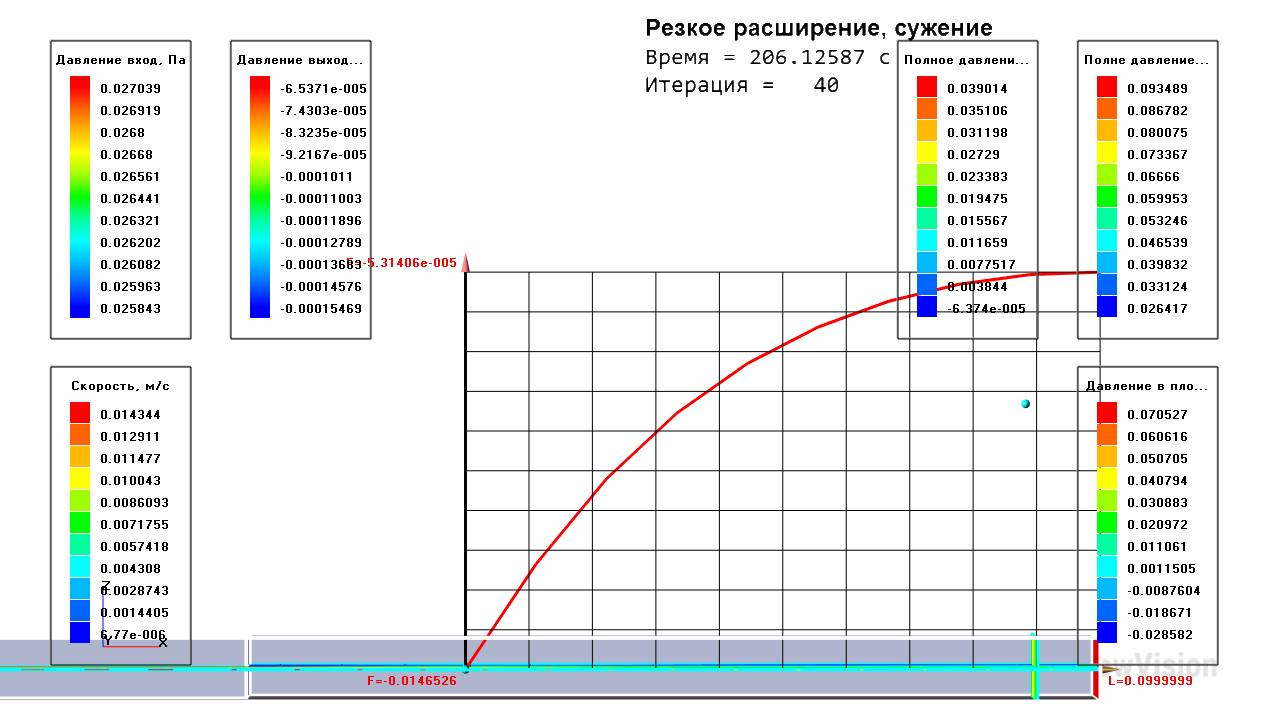 Резкое расширение, сужение
Время = 206.12587 с
Итерация = 40
Давление вход, Па
0.027039
0.026919
0.0268
0.02668
0.026561
0.026441
0.026321
0.026202
0.026082
0.025963
0.025843
Давление выход...
-6.5371e-005
-7.4303e-005
-8.3235e-005
-9.2167e-005
-0.0001011
-0.00011003
-0.00011896
-0.00012789
-0.00013683
-0.00014576
-0.00015469
Полное давлени...
0.039014
0.035106
0.031198
0.02729
0.023383
0.019475
0.015567
0.011659
0.0077517
0.003844
-6.374e-005
Полне давление...
0.093489
0.086782
0.080075
0.073367
0.06666
0.059953
0.053246
0.046539
0.039832
0.033124
0.026417
F=-5.31406e-005
Скорость, м/с
0.014344
0.012911
0.011477
0.010043
0.0086093
0.0071755
0.0057418
0.004308
0.0028743
0.0014405
6.77e-006
Z
Y
X
Давление в пло...
0.070527
0.060616
0.050705
0.040794
0.030883
0.020972
0.011061
0.0011505
-0.0087604
-0.018671
-0.028582
F=-0.0146526
L=0.0999999
owVision